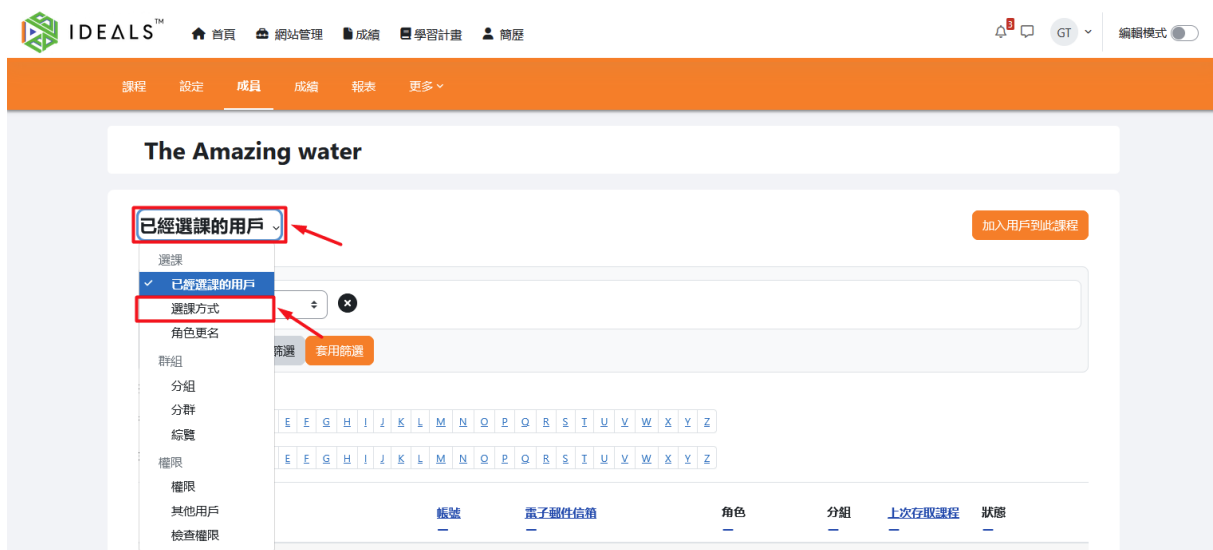 IDEALS™ 首頁 網站管理 成績 學習計畫 簡歷 3 GT 編輯模式
課程 設定 成員 成績 報表 更多
The Amazing water
已經選課的用戶 加入用戶到此課程
選課
已經選課的用戶
選課方式
角色更名
篩選 套用篩選
群組
分組
分群
E F G H I J K L M N O P Q R S T U V W X Y Z
綜覽
E F G H I J K L M N O P Q R S T U V W X Y Z
權限
權限
其他用戶 帳號 電子郵件信箱 角色 分組 上次存取課程 狀態
檢查權限